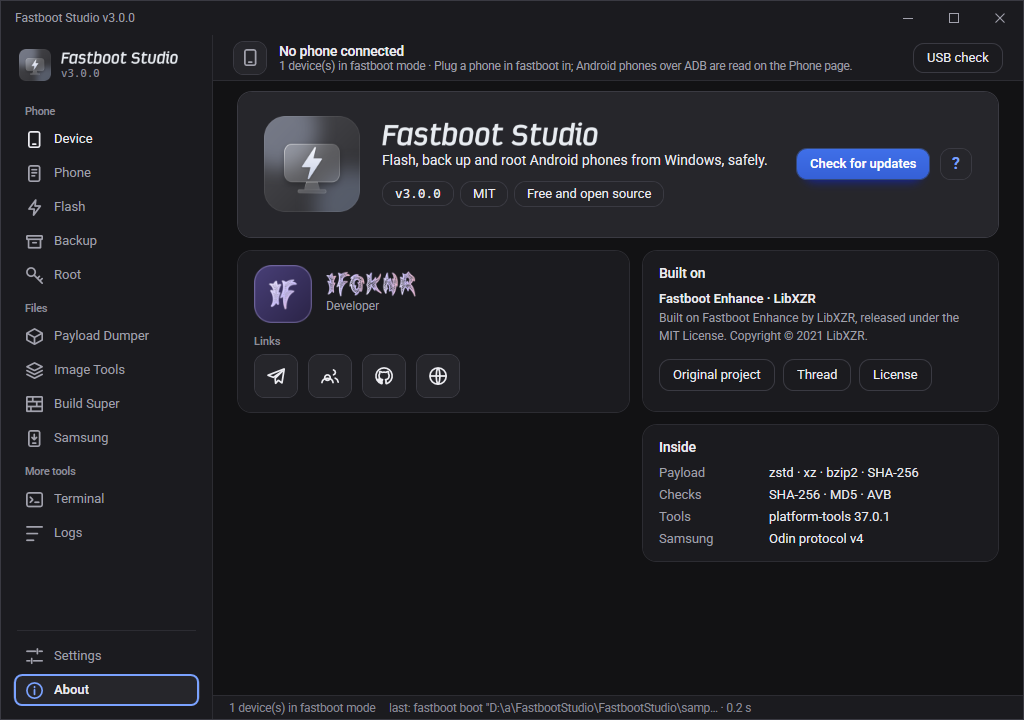 Fastboot Studio v3.0.0
Fastboot Studio
v3.0.0
Phone
Device
Phone
Flash
Backup
Root
Files
Payload Dumper
Image Tools
Build Super
Samsung
More tools
Terminal
Logs
Settings
About
No phone connected
1 device(s) in fastboot mode · Plug a phone in fastboot in; Android phones over ADB are read on the Phone page.
USB check
Fastboot Studio
Flash, back up and root Android phones from Windows, safely.
v3.0.0
MIT
Free and open source
Check for updates
?
IF
IFOKNR
Developer
Links
Built on
Fastboot Enhance · LibXZR
Built on Fastboot Enhance by LibXZR, released under the
MIT License. Copyright © 2021 LibXZR.
Original project
Thread
License
Inside
Payload zstd · xz · bzip2 · SHA-256
Checks SHA-256 · MD5 · AVB
Tools platform-tools 37.0.1
Samsung Odin protocol v4
1 device(s) in fastboot mode last: fastboot boot "D:\a\FastbootStudio\FastbootStudio\samp… · 0.2 s